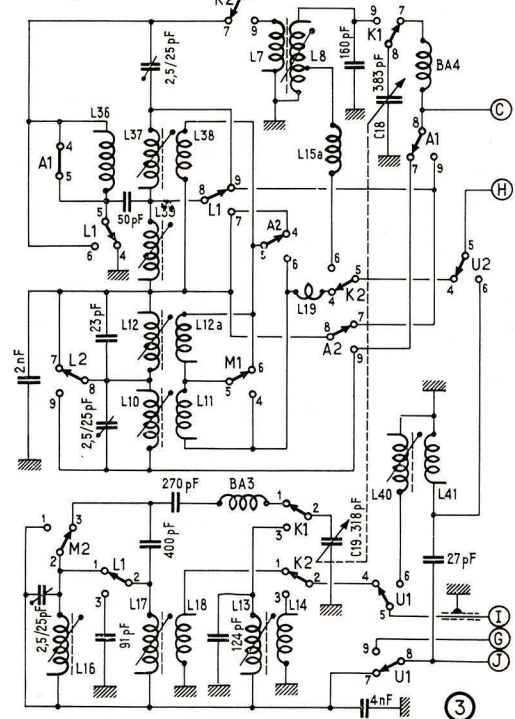 K2
7
9
2,5/25pF
L7
L8
160pF
9
K1
7
8
383pF
C18
BA4
C
L36
L37
L38
L15a
8
A1
7
9
4
A1
5
H
5
L1
6
4
50pF
L39
8
9
L1
7
A2
4
5
6
6
5
K2
4
L19
5
U2
4
6
2nF
23pF
L12
L12a
7
8
A2
9
7
L2
8
9
2,5/25pF
L10
L11
M1
6
5
4
L40
L41
270pF
BA3
1
K1
2
3
C19_318pF
1
3
M2
2
400pF
L1
1
2
3
K2
1
2
3
4
6
U1
5
27pF
2,5/25pF
L16
91pF
L17
L18
124pF
L13
L14
I
G
J
9
8
7
U1
4nF
3